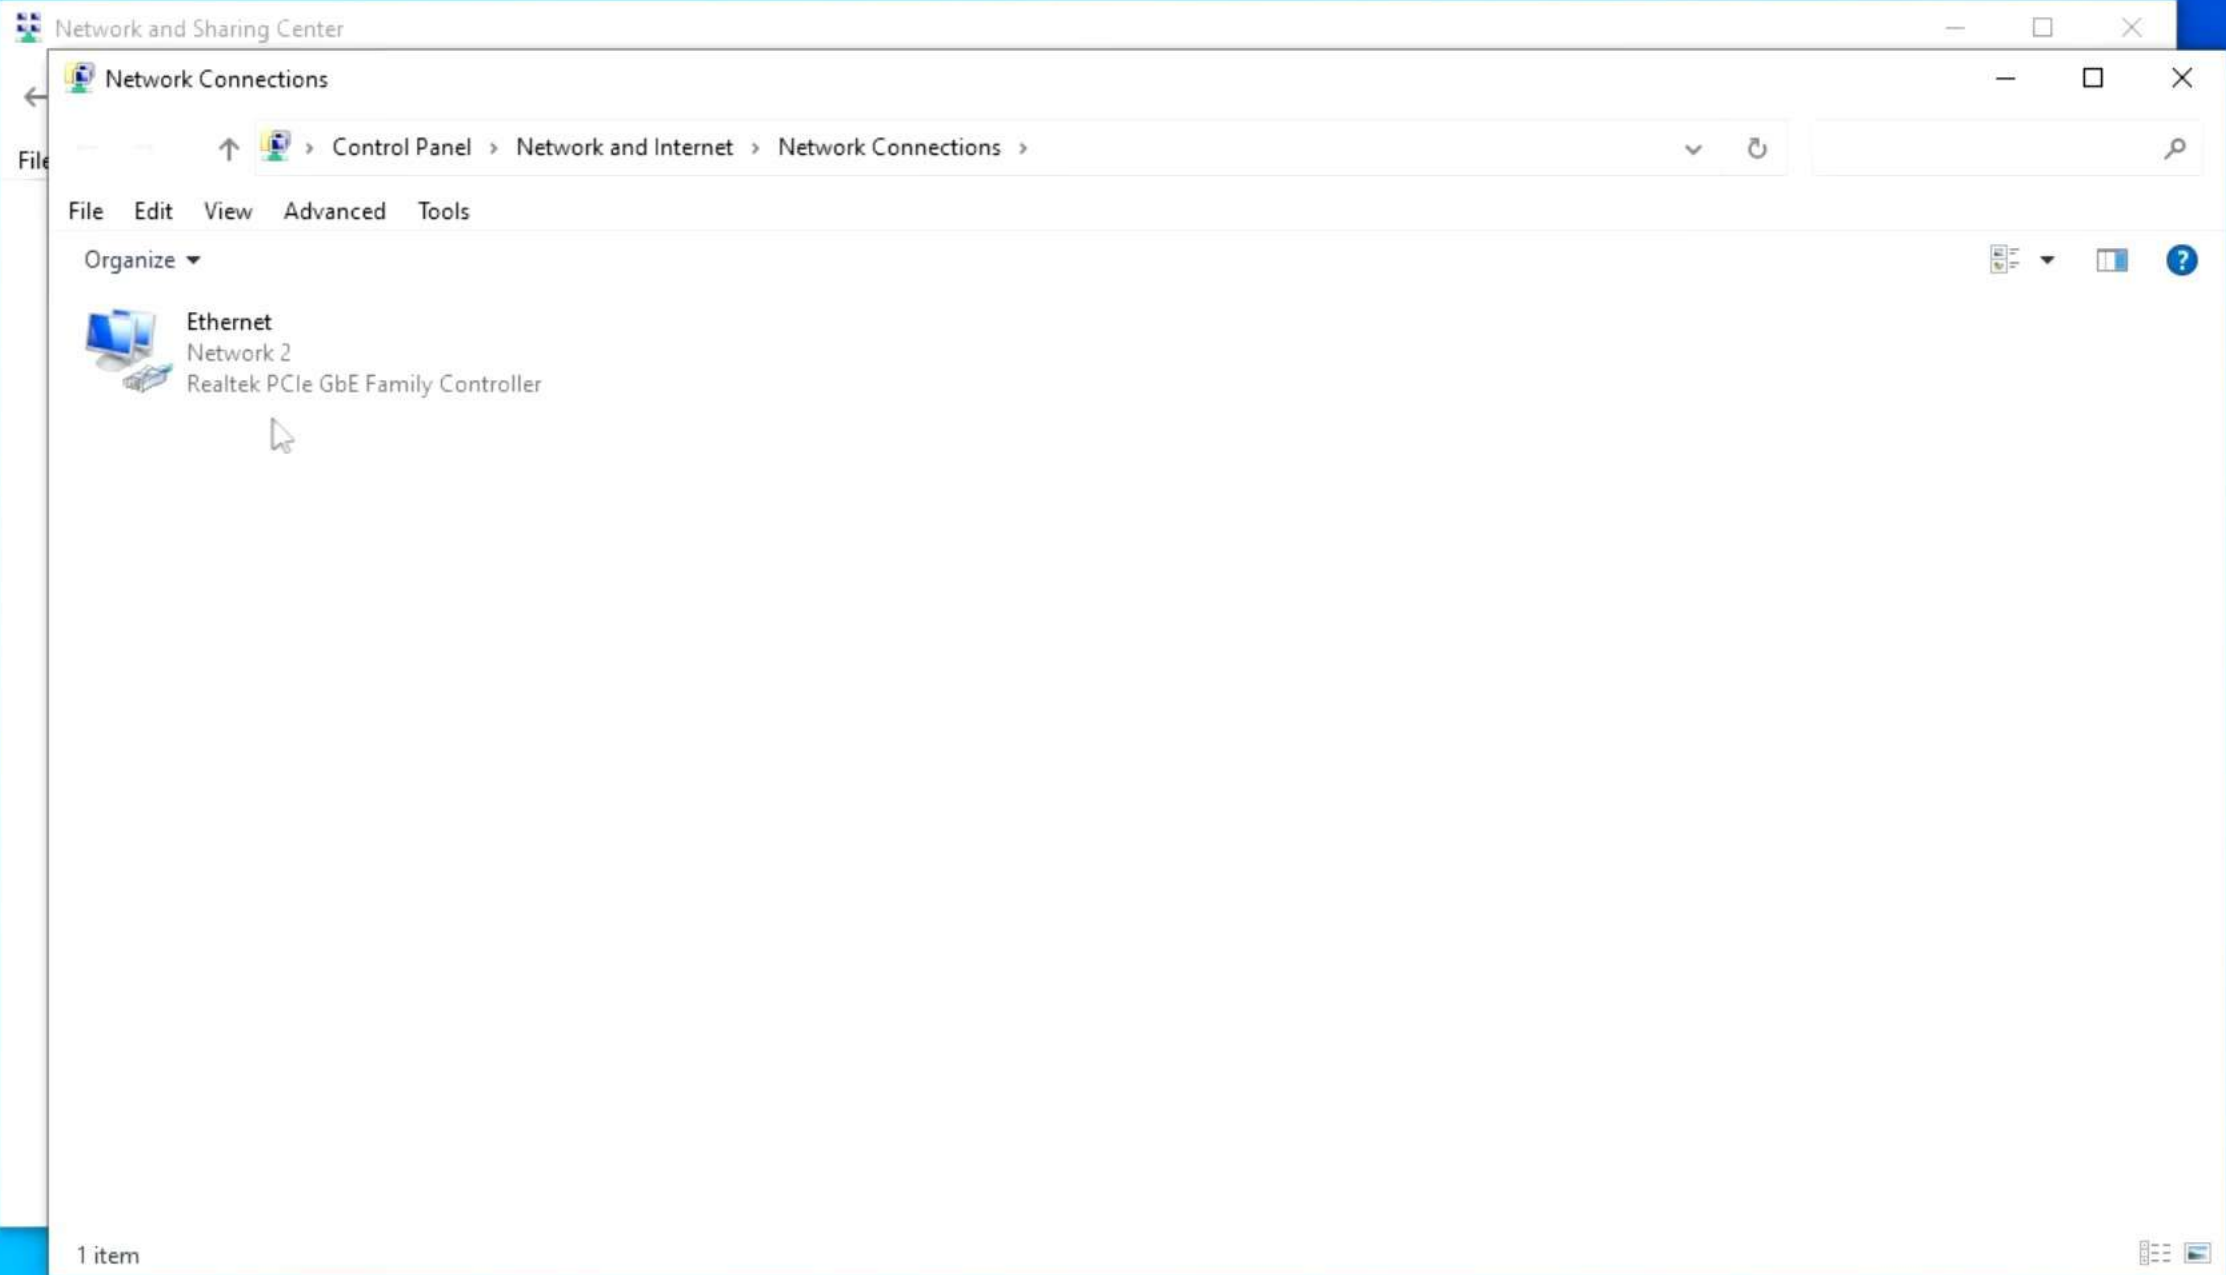 Network and Sharing Center
Network Connections
File
Control Panel › Network and Internet › Network Connections ›
File Edit View Advanced Tools
Organize
?
Ethernet
Network 2
Realtek PCIe GbE Family Controller
1 item